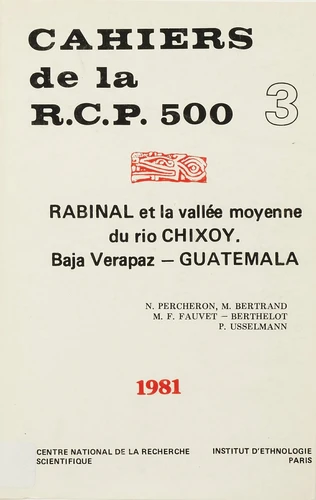 CAHIERS
de la
R.C.P. 500 3
RABINAL et la vallée moyenne
du rio CHIXOY.
Baja Verapaz – GUATEMALA
N. PERCHERON, M. BERTRAND
M. F. FAUVET – BERTHELOT
P. USSELMANN
1981
CENTRE NATIONAL DE LA RECHERCHE
SCIENTIFIQUE
INSTITUT D'ETHNOLOGIE
PARIS